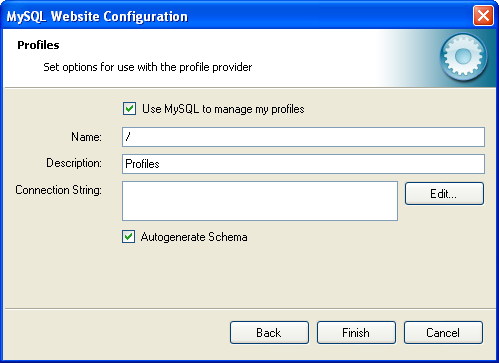 MySQL Website Configuration
Profiles
Set options for use with the profile provider
Use MySQL to manage my profiles
Name: /
Description: Profiles
Connection String: Edit...
Autogenerate Schema
Back Finish Cancel